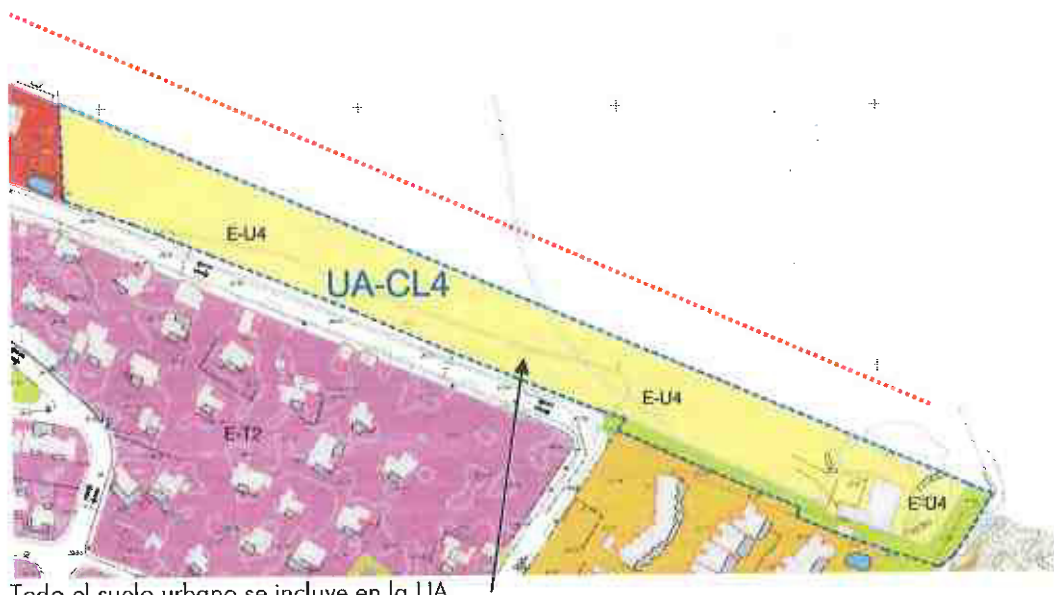 E-U4
UA-CL4
E-U4
E-T2
E-U4
Todo el suelo urbano se incluye en la UA